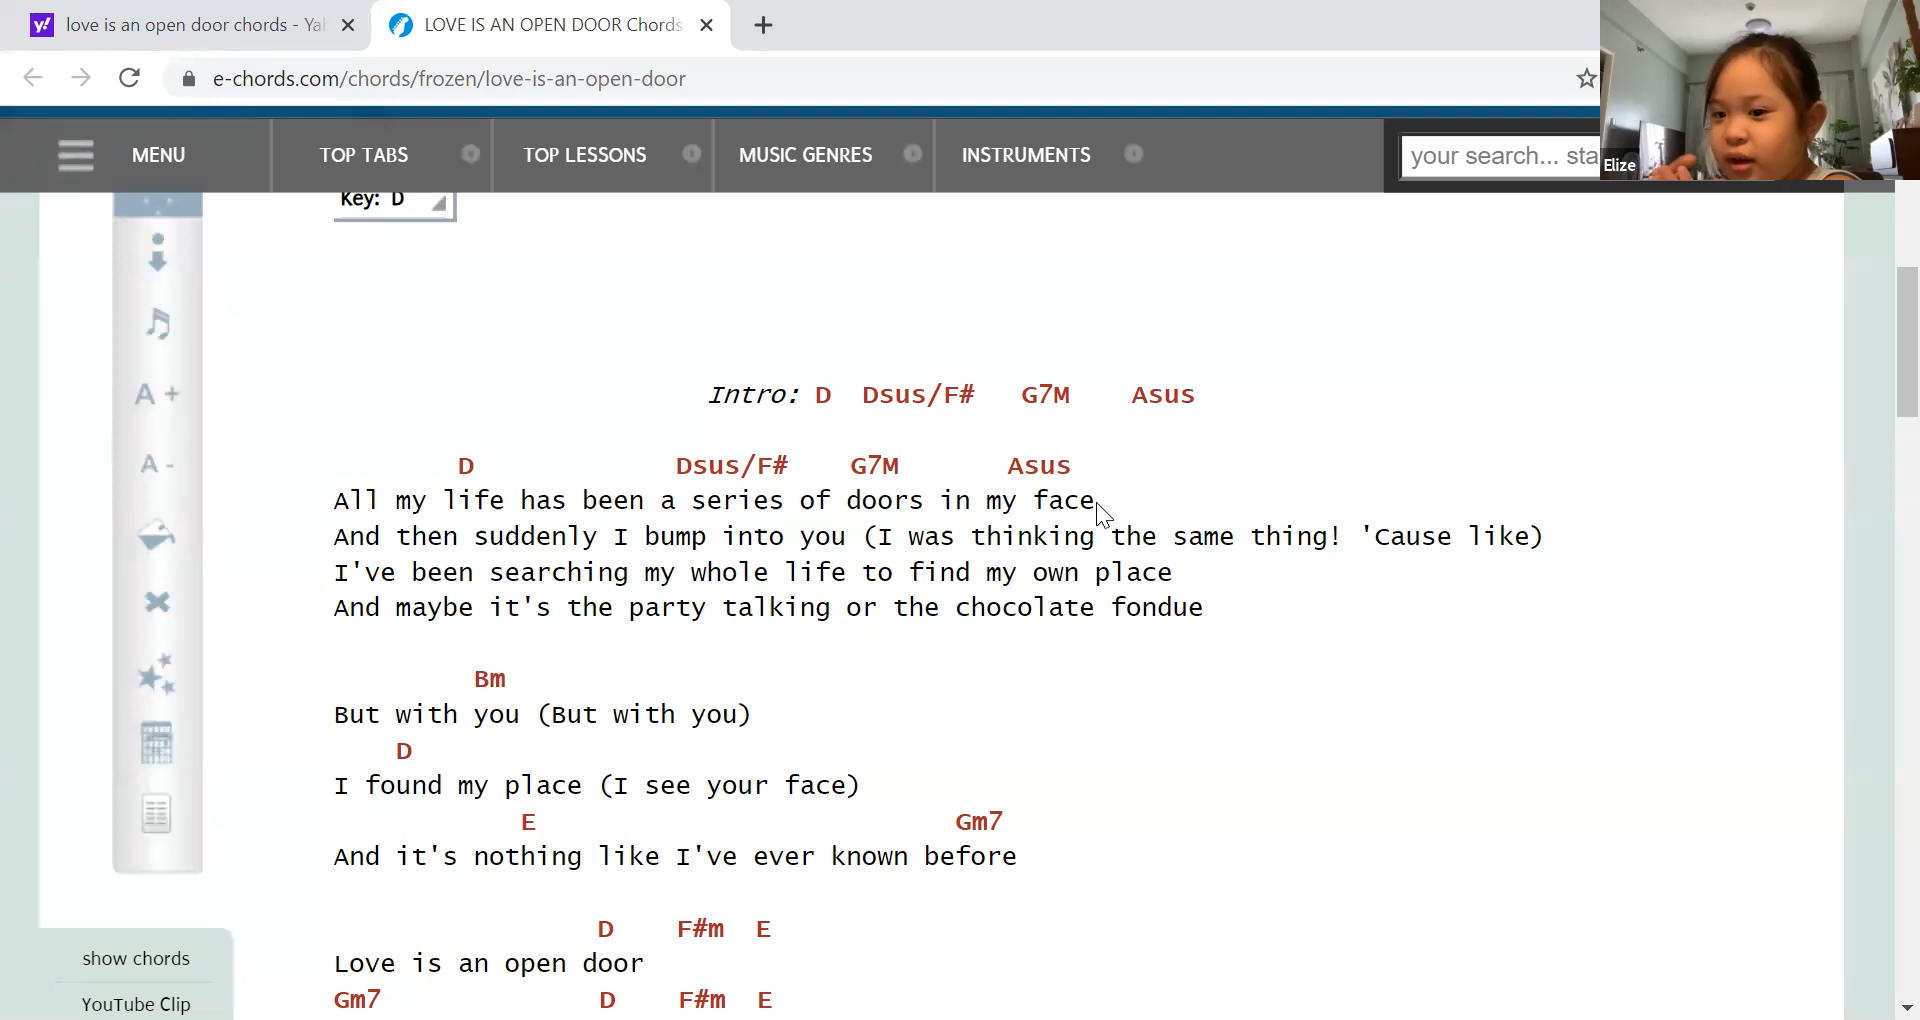 love is an open door chords - Yah
LOVE IS AN OPEN DOOR Chords
e-chords.com/chords/frozen/love-is-an-open-door
MENU TOP TABS TOP LESSONS MUSIC GENRES INSTRUMENTS your search... sta
Elize
Key: D
A +
A -
Intro: D Dsus/F# G7M Asus
D Dsus/F# G7M Asus
All my life has been a series of doors in my face
And then suddenly I bump into you (I was thinking the same thing! 'Cause like)
I've been searching my whole life to find my own place
And maybe it's the party talking or the chocolate fondue
Bm
But with you (But with you)
D
I found my place (I see your face)
E Gm7
And it's nothing like I've ever known before
D F#m E
Love is an open door
Gm7 D F#m E
show chords
YouTube Clip